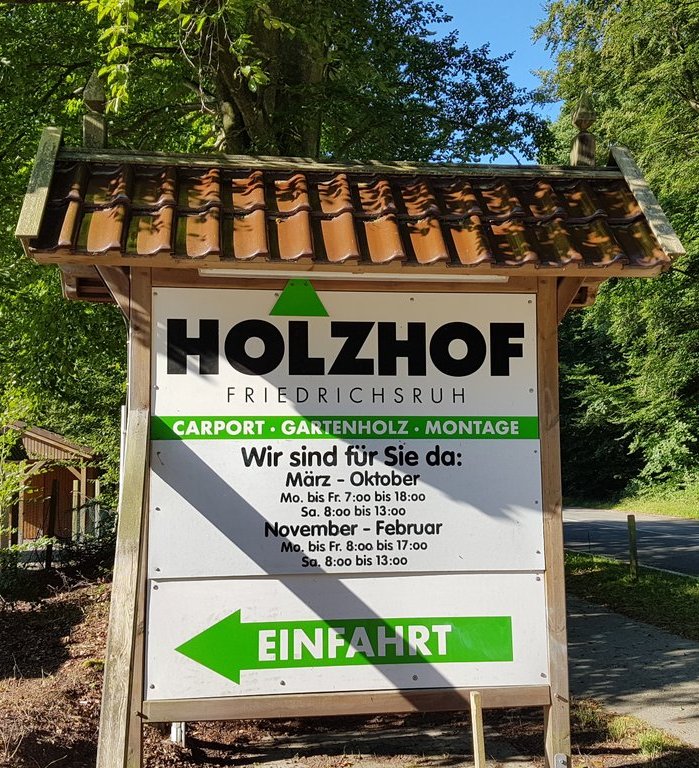 HOLZHOF
FRIEDRICHSRUH
CARPORT · GARTENHOLZ · MONTAGE
Wir sind für Sie da:
März - Oktober
Mo. bis Fr. 7:00 bis 18:00
Sa. 8:00 bis 13:00
November - Februar
Mo. bis Fr. 8:00 bis 17:00
Sa. 8:00 bis 13:00
EINFAHRT